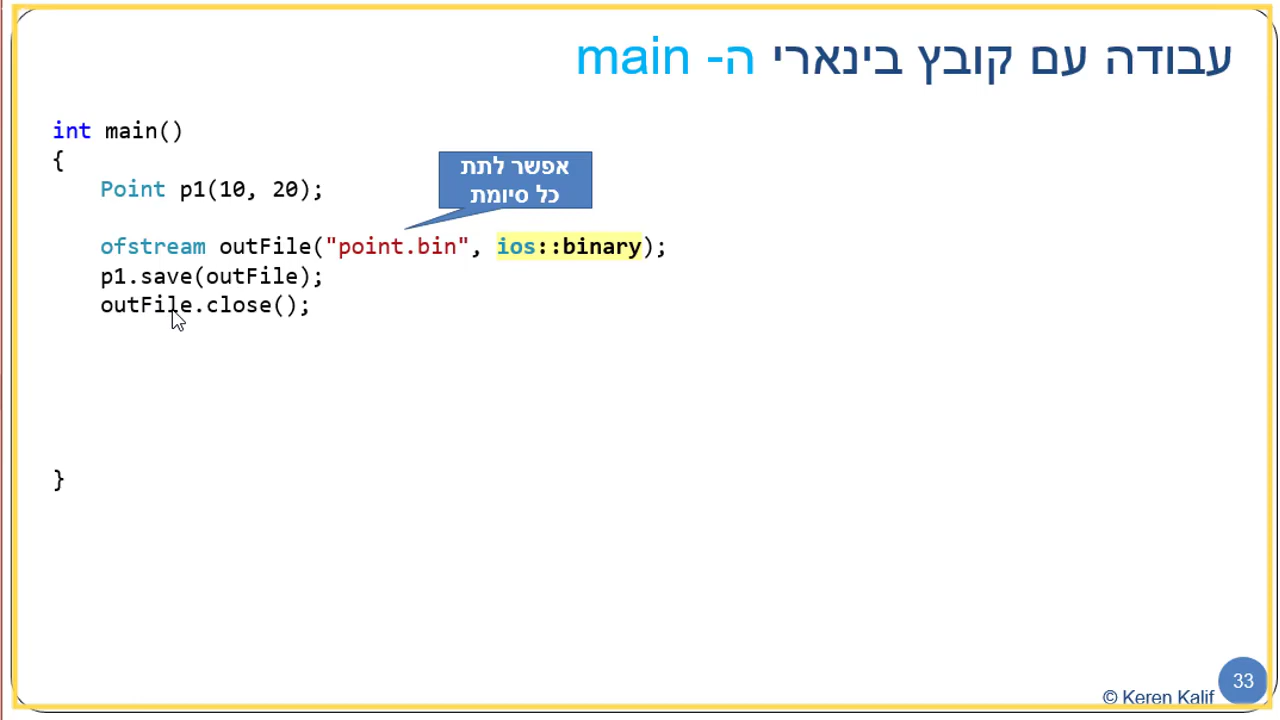 עבודה עם קובץ בינארי ה- main
int main()
{
אפשר לתת
כל סיומת
Point p1(10, 20);
ofstream outFile("point.bin", ios::binary);
p1.save(outFile);
outFile.close();
}
33
© Keren Kalif